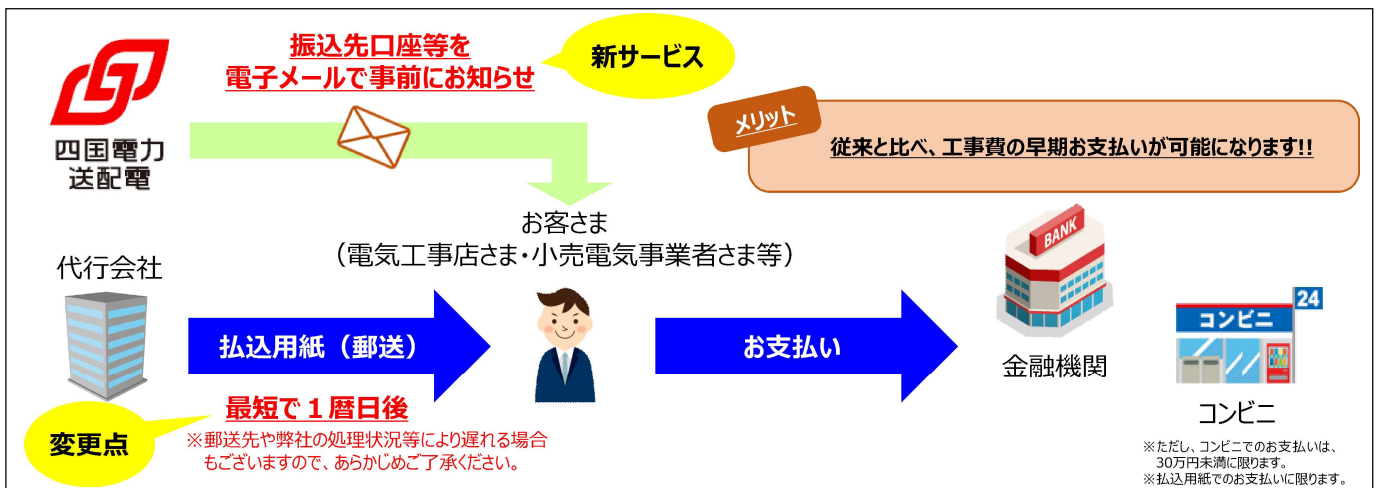 振込先口座等を
電子メールで事前にお知らせ
新サービス
四国電力
送配電
メリット
従来と比べ、工事費の早期お支払いが可能になります!!
お客さま
（電気工事店さま・小売電気事業者さま等）
代行会社
払込用紙（郵送）
お支払い
BANK
金融機関
24
コンビニ
コンビニ
変更点
最短で１暦日後
※郵送先や弊社の処理状況等により遅れる場合
もございますので、あらかじめご了承ください。
※ただし、コンビニでのお支払いは、
30万円未満に限ります。
※払込用紙でのお支払いに限ります。